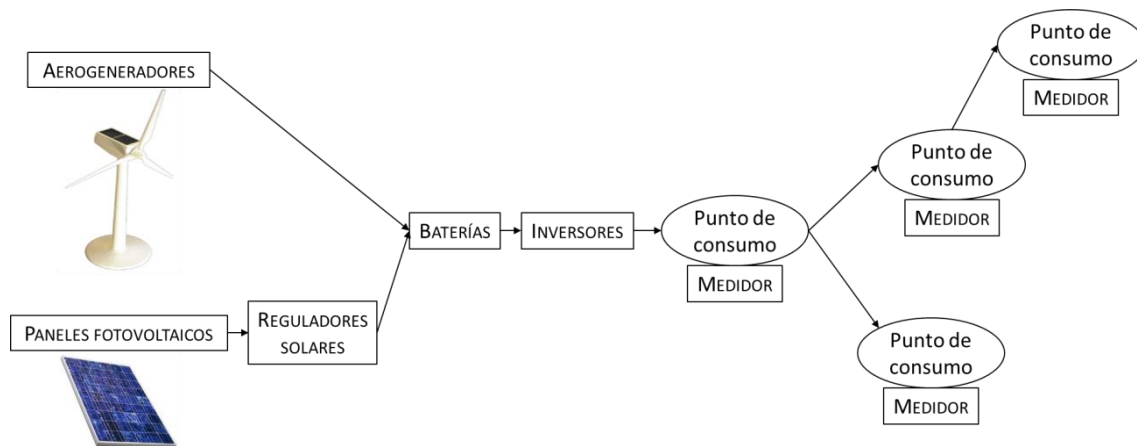 AEROGENERADORES
PANELES FOTOVOLTAICOS
REGULADORES
SOLARES
BATERÍAS
INVERSORES
Punto de
consumo
MEDIDOR
Punto de
consumo
MEDIDOR
Punto de
consumo
MEDIDOR
Punto de
consumo
MEDIDOR